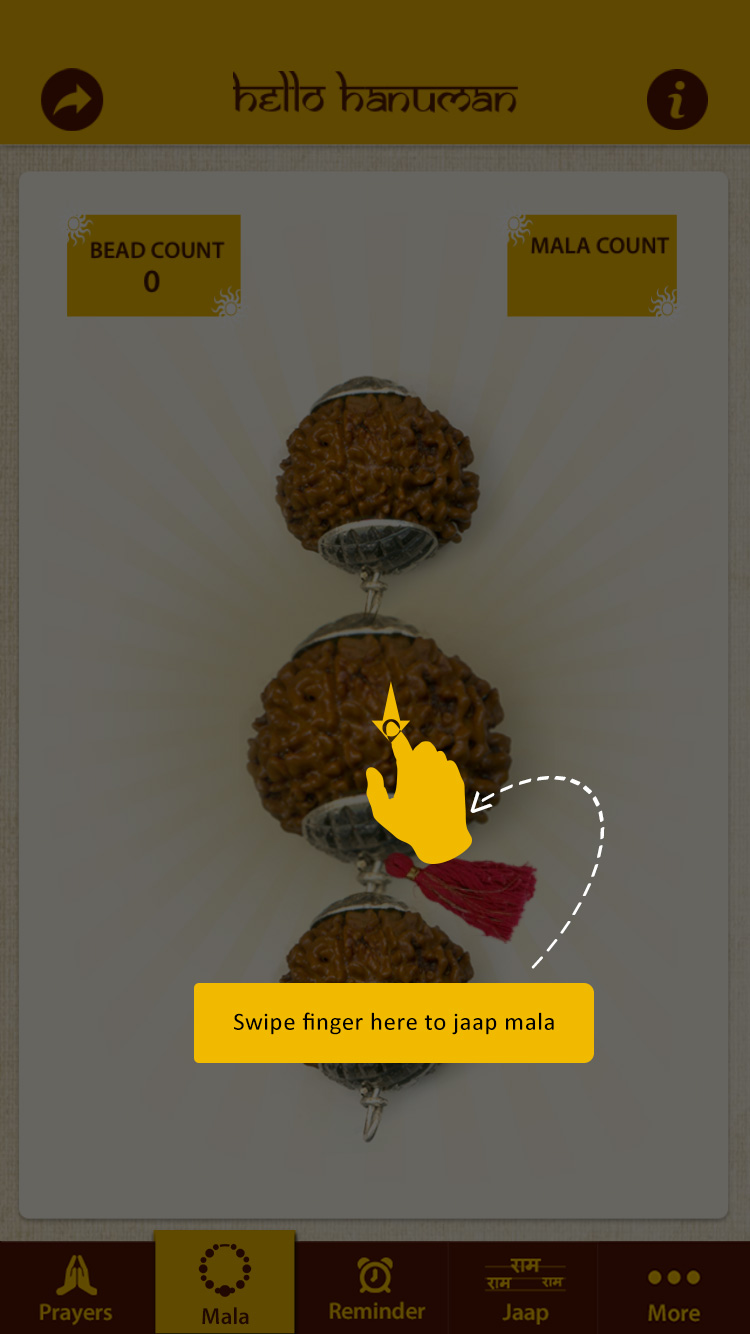 hello hanuman
BEAD COUNT
0
MALA COUNT
Swipe finger here to jaap mala
Prayers
Mala
Reminder
राम
राम राम
Jaap
More